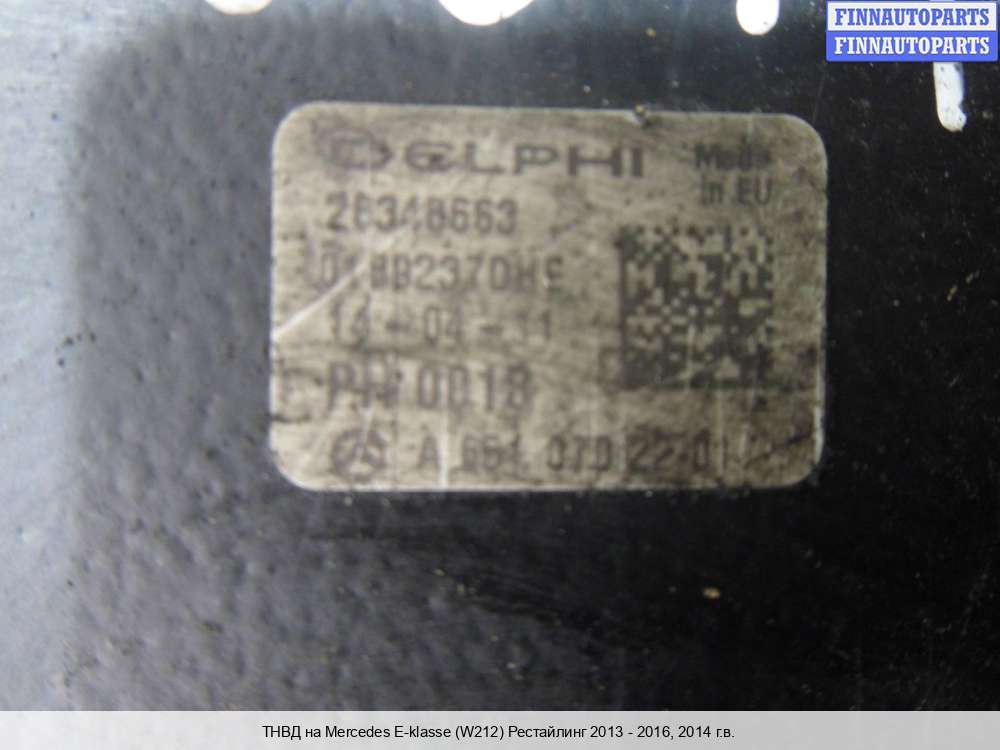 FINNAUTOPARTS
FINNAUTOPARTS
DELPHI
Made
in EU
28348663
14-04-11
0018
A 651 070 22 01
ТНВД на Mercedes E-klasse (W212) Рестайлинг 2013 - 2016, 2014 г.в.